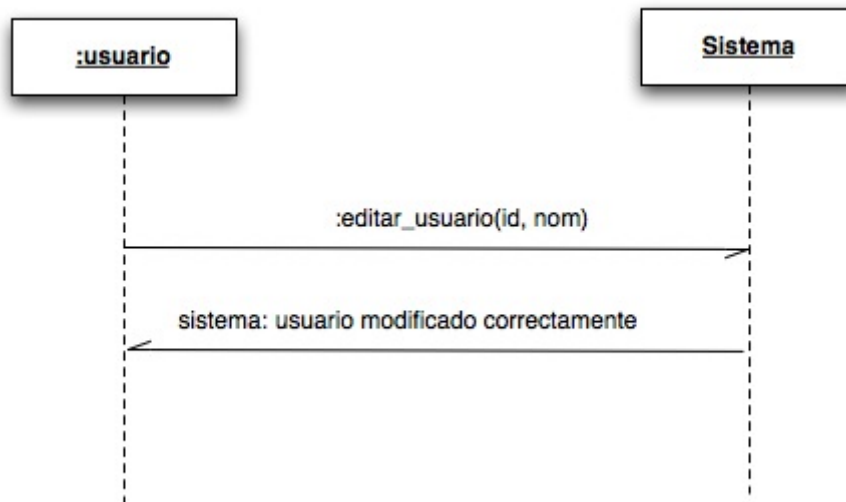 :usuario
Sistema
:editar_usuario(id, nom)
sistema: usuario modificado correctamente